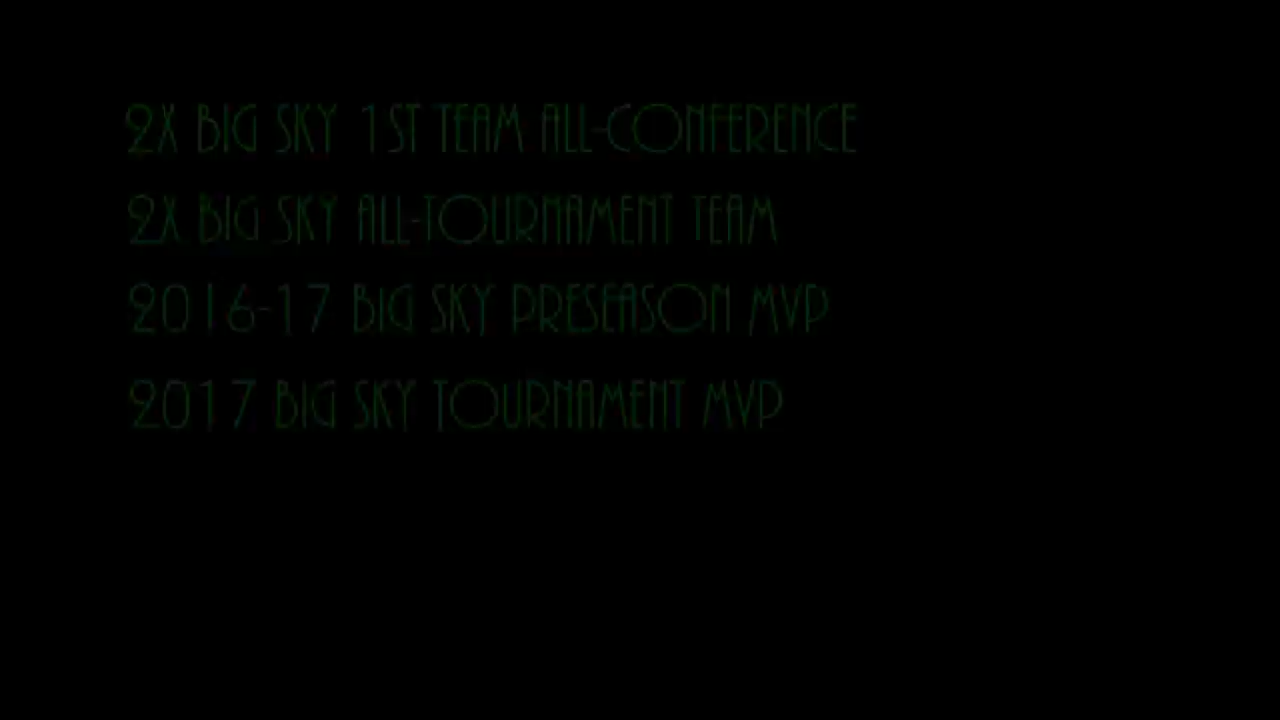 2X BIG SKY 1ST TEAM ALL-CONFERENCE
2X BIG SKY ALL-TOURNAMENT TEAM
2016-17 BIG SKY PRESEASON MVP
2017 BIG SKY TOURNAMENT MVP